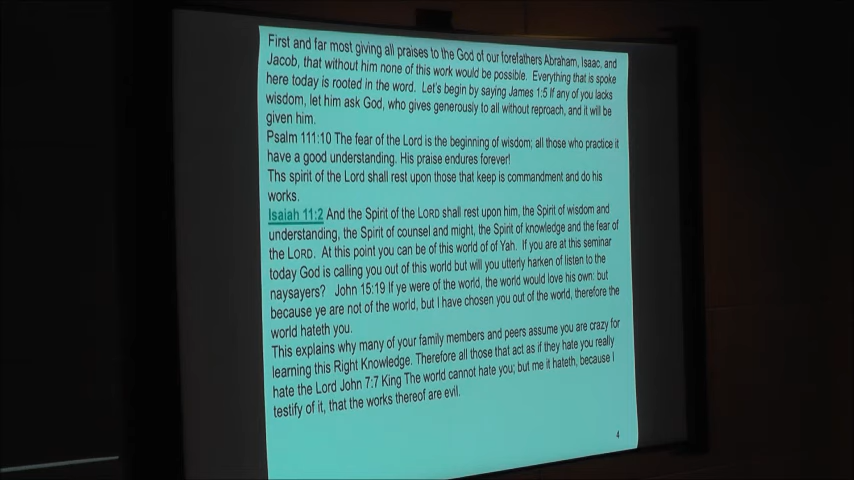 First and far most giving all praises to the God of our forefathers Abraham, Isaac, and
Jacob, that without him none of this work would be possible. Everything that is spoke
here today is rooted in the word. Let's begin by saying James 1:5 If any of you lacks
wisdom, let him ask God, who gives generously to all without reproach, and it will be
given him.
Psalm 111:10 The fear of the Lord is the beginning of wisdom; all those who practice it
have a good understanding. His praise endures forever!
Ths spirit of the Lord shall rest upon those that keep is commandment and do his
works.
Isaiah 11:2 And the Spirit of the LORD shall rest upon him, the Spirit of wisdom and
understanding, the Spirit of counsel and might, the Spirit of knowledge and the fear of
the LORD. At this point you can be of this world of of Yah. If you are at this seminar
today God is calling you out of this world but will you utterly harken of listen to the
naysayers? John 15:19 If ye were of the world, the world would love his own: but
because ye are not of the world, but I have chosen you out of the world, therefore the
world hateth you.
This explains why many of your family members and peers assume you are crazy for
learning this Right Knowledge. Therefore all those that act as if they hate you really
hate the Lord John 7:7 King The world cannot hate you; but me it hateth, because I
testify of it, that the works thereof are evil.
4